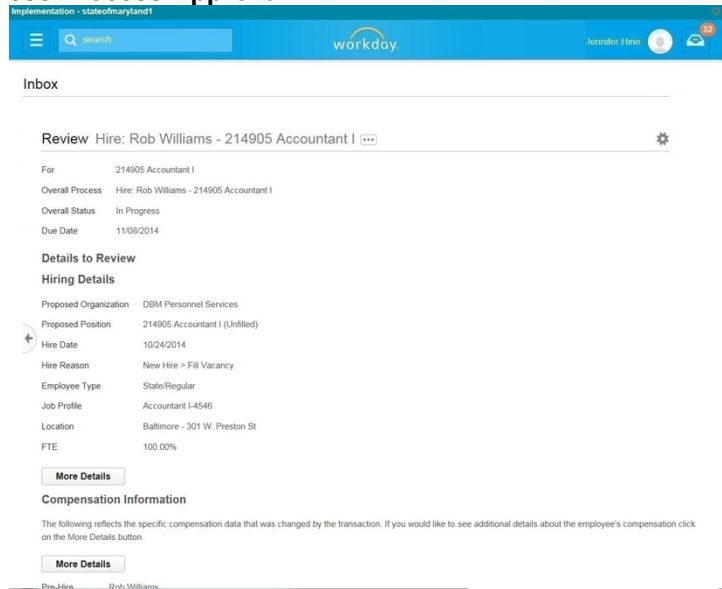 Implementation - stateofmaryland1
search
workday.
Jennifer Hine
33
Inbox
Review Hire: Rob Williams - 214905 Accountant I
For 214905 Accountant I
Overall Process Hire: Rob Williams - 214905 Accountant I
Overall Status In Progress
Due Date 11/08/2014
Details to Review
Hiring Details
Proposed Organization DBM Personnel Services
Proposed Position 214905 Accountant I (Unfilled)
Hire Date 10/24/2014
Hire Reason New Hire > Fill Vacancy
Employee Type State/Regular
Job Profile Accountant I-4546
Location Baltimore - 301 W. Preston St
FTE 100.00%
More Details
Compensation Information
The following reflects the specific compensation data that was changed by the transaction. If you would like to see additional details about the employee's compensation click
on the More Details button.
More Details
Pre-Hire Rob Williams